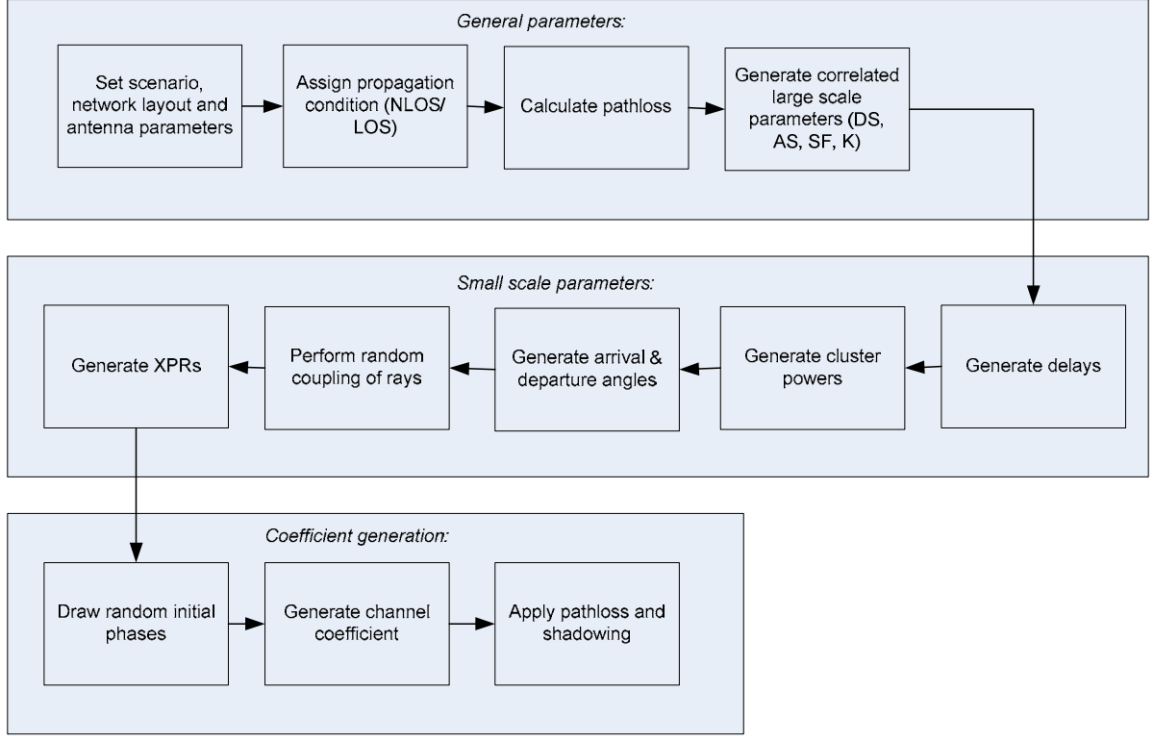 General parameters:
Set scenario,
network layout and
antenna parameters
Assign propagation
condition (NLOS/
LOS)
Calculate pathloss
Generate correlated
large scale
parameters (DS,
AS, SF, K)
Small scale parameters:
Generate XPRs
Perform random
coupling of rays
Generate arrival &
departure angles
Generate cluster
powers
Generate delays
Coefficient generation:
Draw random initial
phases
Generate channel
coefficient
Apply pathloss and
shadowing